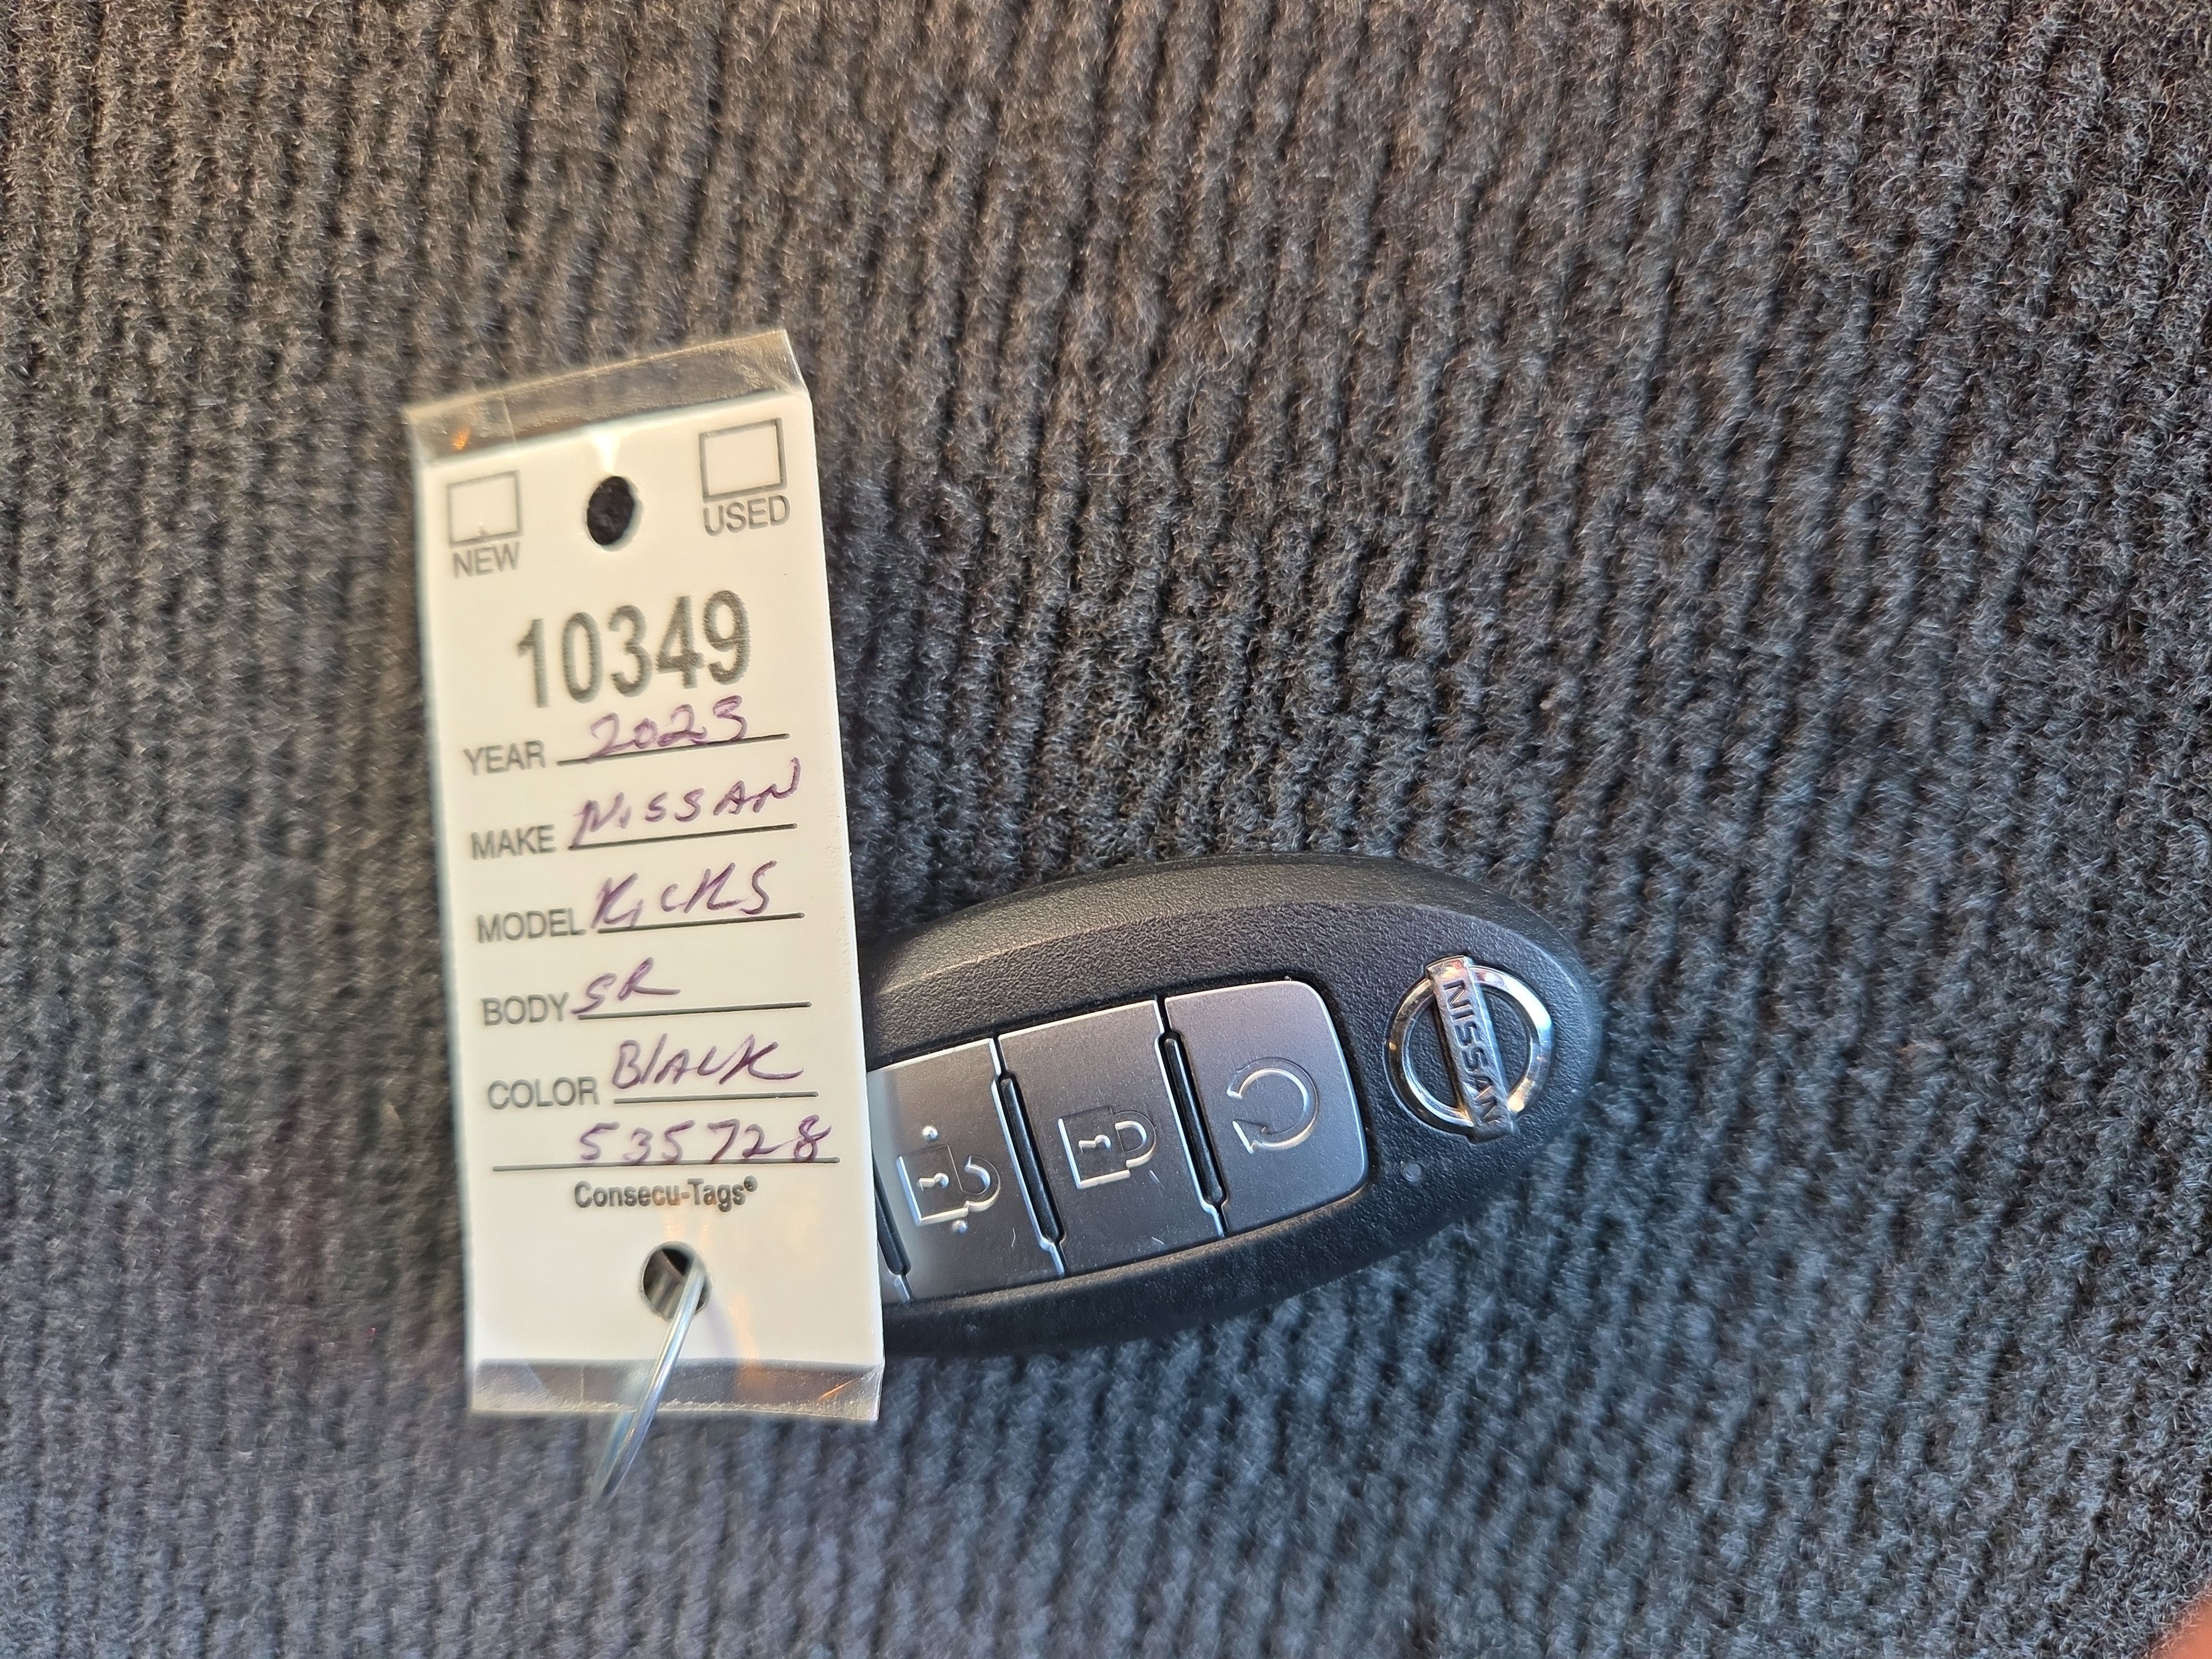 NEW USED
10349
YEAR 2023
MAKE NISSAN
MODEL KICKS
BODY SR
COLOR BLACK
535728
Consecu-Tags®
NISSAN